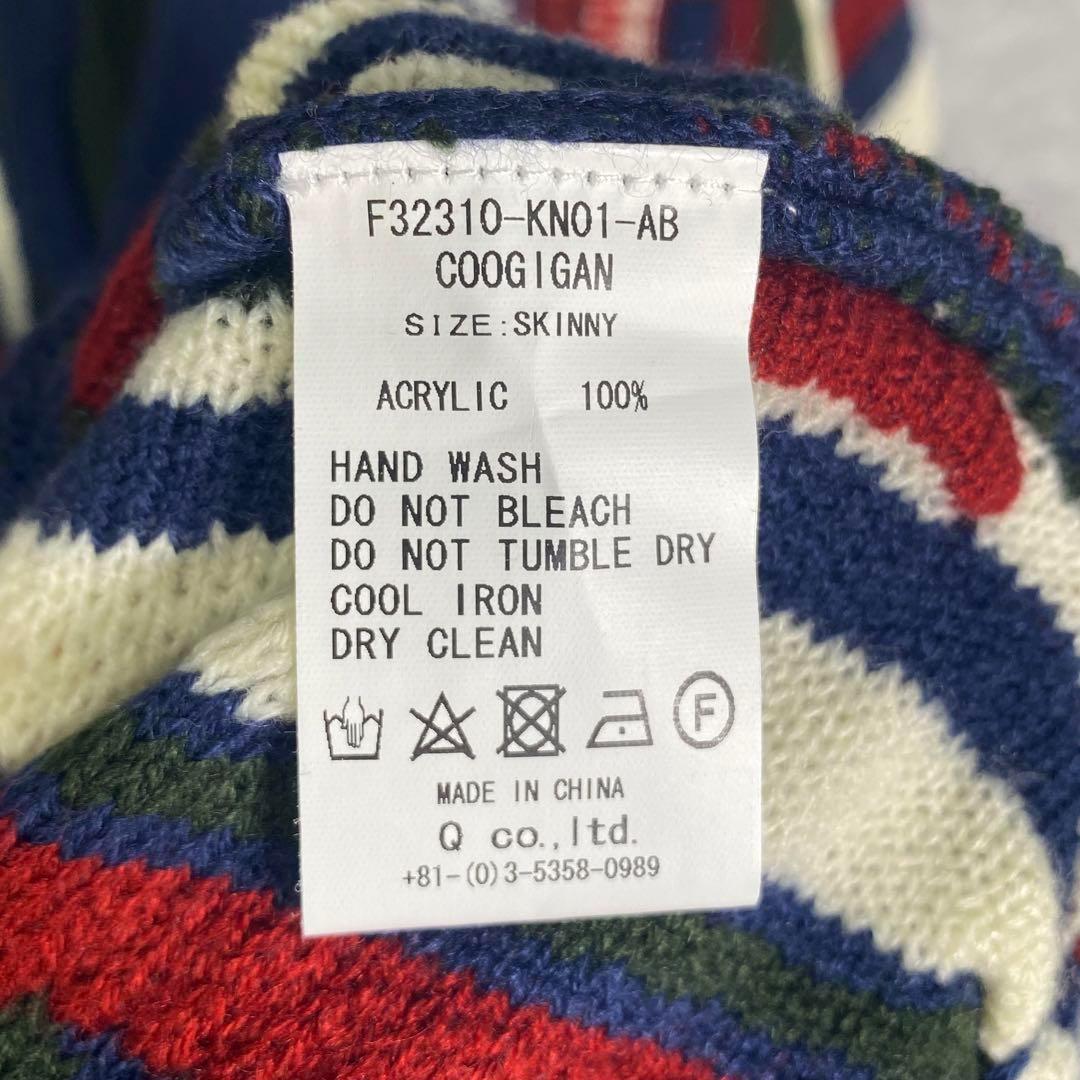 F32310-KN01-AB
COOGIGAN
SIZE:SKINNY
ACRYLIC 100%
HAND WASH
DO NOT BLEACH
DO NOT TUMBLE DRY
COOL IRON
DRY CLEAN
F
MADE IN CHINA
Q co.,ltd.
+81-(0)3-5358-0989